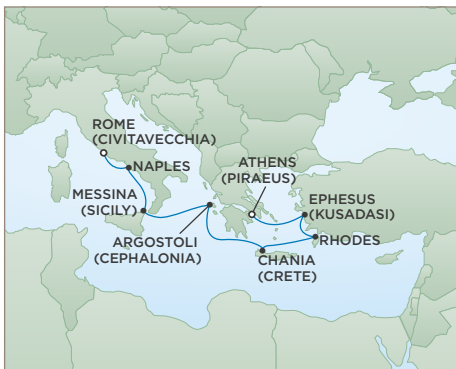 ROME
(CIVITAVECCHIA)
NAPLES
MESSINA
(SICILY)
ARGOSTOLI
(CEPHALONIA)
ATHENS
(PIRAEUS)
EPHESUS
(KUSADASI)
RHODES
CHANIA
(CRETE)